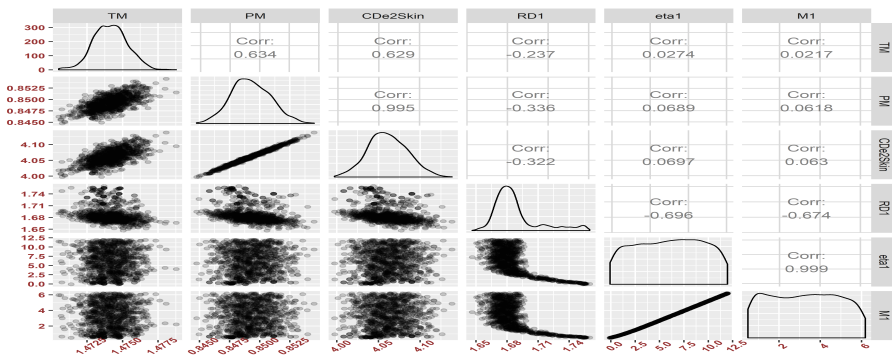 TM PM CDe2Skin RD1 eta1 M1
300
200
100
0
Corr: Corr: Corr: Corr: Corr:
0.634 0.629 -0.237 0.0274 0.0217
TM
0.8525
0.8500
0.8475
0.8450
Corr: Corr: Corr: Corr:
0.995 -0.336 0.0689 0.0618
PM
4.10
4.05
4.00
Corr: Corr: Corr:
-0.322 0.0697 0.063
CDe2Skin
1.74
1.71
1.68
1.65
Corr: Corr:
-0.696 -0.674
RD1
12.5
10.0
7.5
5.0
2.5
0.0
Corr:
0.999
eta1
6
4
2
M1
1.4725 1.4750 1.4775 0.8450 0.8475 0.8500 0.8525 4.00 4.05 4.10 1.65 1.68 1.71 1.74 0.0 2.5 5.0 7.5 10.0 12.5 2 4 6